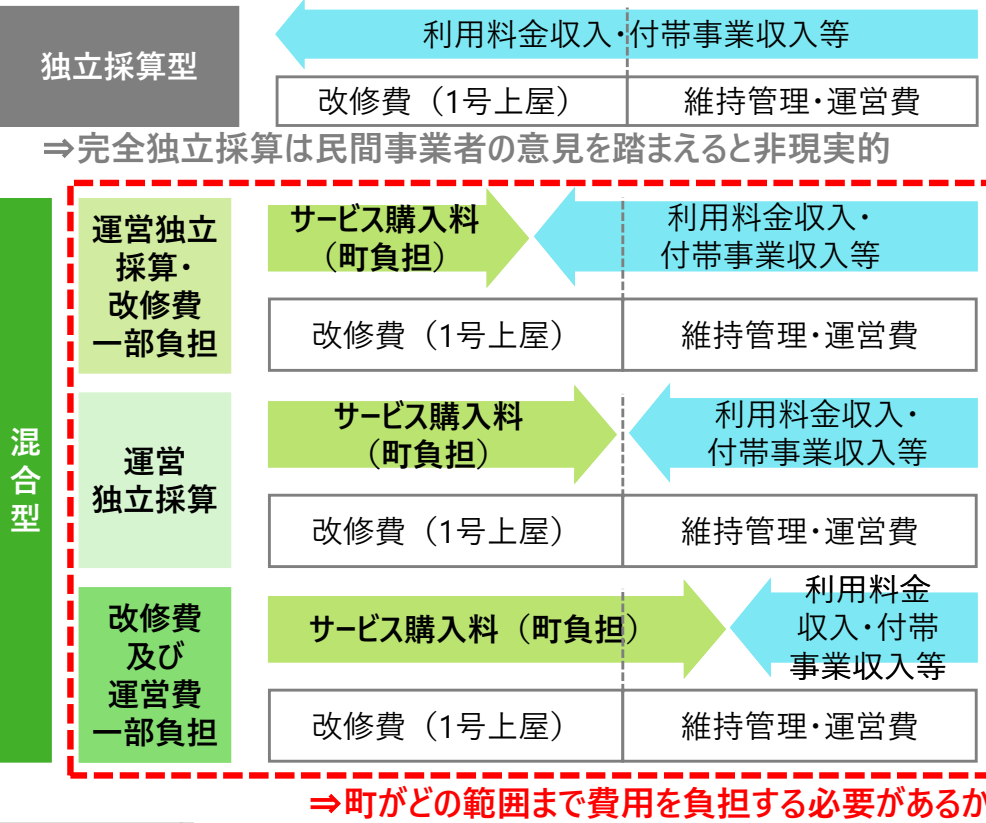 利用料金収入・付帯事業収入等
独立採算型
改修費（1号上屋）
維持管理・運営費
⇒完全独立採算は民間事業者の意見を踏まえると非現実的
混合型
運営独立
採算・
改修費
一部負担
サービス購入料
（町負担）
利用料金収入・
付帯事業収入等
改修費（1号上屋）
維持管理・運営費
運営
独立採算
サービス購入料
（町負担）
利用料金収入・
付帯事業収入等
改修費（1号上屋）
維持管理・運営費
改修費
及び
運営費
一部負担
サービス購入料（町負担）
利用料金
収入・付帯
事業収入等
改修費（1号上屋）
維持管理・運営費
⇒町がどの範囲まで費用を負担する必要があるか